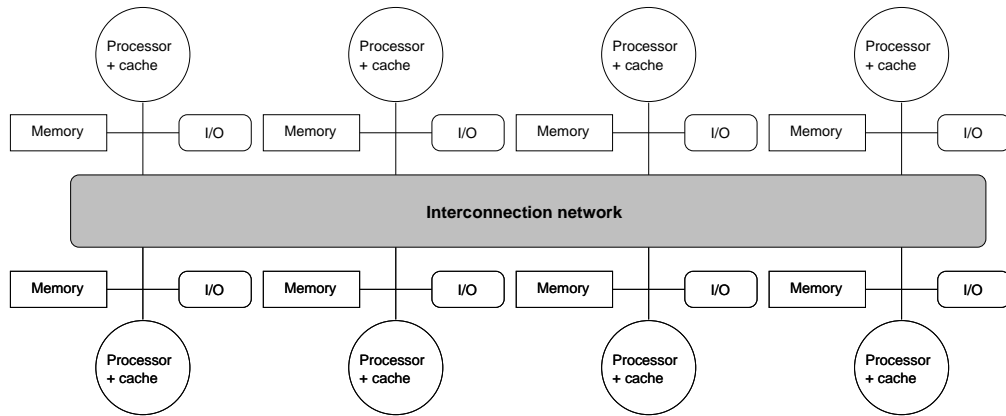 Processor
+ cache
Processor
+ cache
Processor
+ cache
Processor
+ cache
Memory
I/O
Memory
I/O
Memory
I/O
Memory
I/O
Interconnection network
Memory
I/O
Memory
I/O
Memory
I/O
Memory
I/O
Processor
+ cache
Processor
+ cache
Processor
+ cache
Processor
+ cache